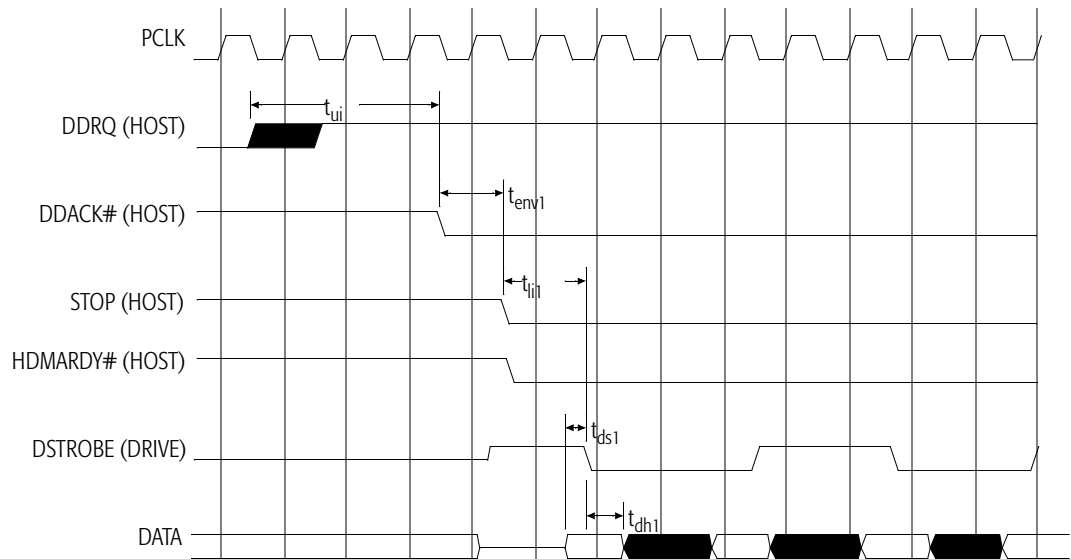 PCLK
t_ui
DDRQ (HOST)
t_env1
DDACK# (HOST)
t_li1
STOP (HOST)
HDMARDY# (HOST)
t_ds1
DSTROBE (DRIVE)
t_dh1
DATA